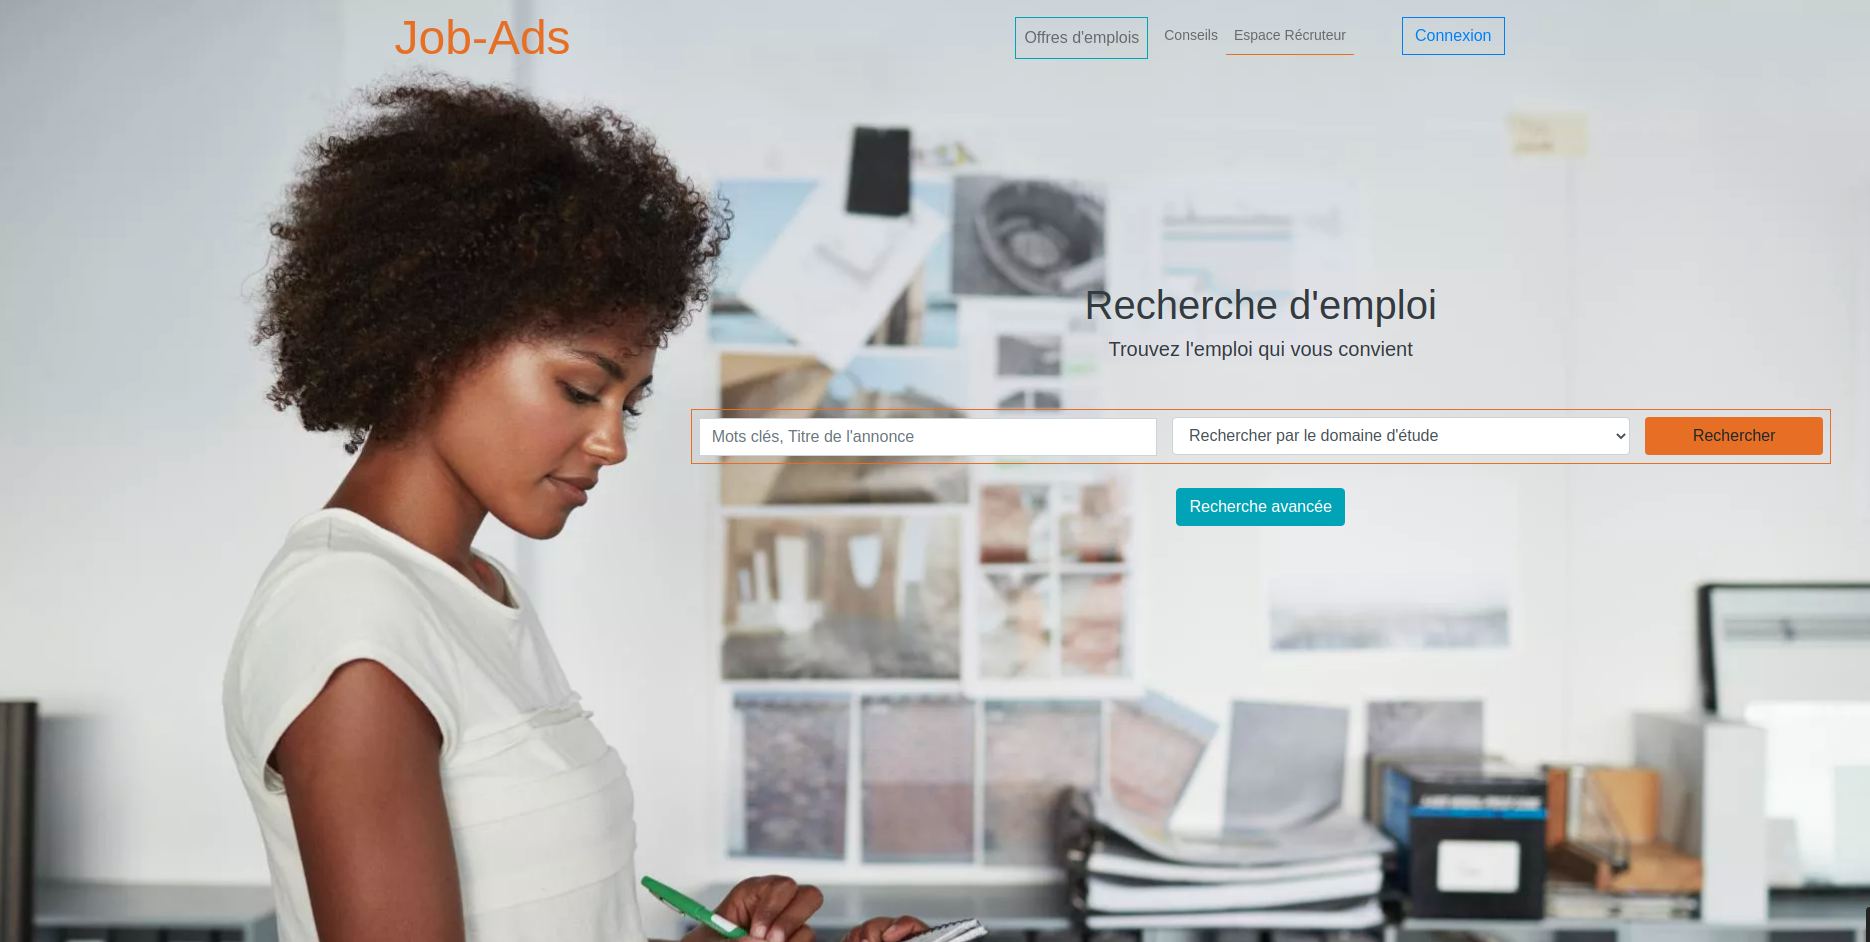 Job-Ads
Offres d'emplois
Conseils
Espace Récruteur
Connexion
Recherche d'emploi
Trouvez l'emploi qui vous convient
Mots clés, Titre de l'annonce
Rechercher par le domaine d'étude
Rechercher
Recherche avancée